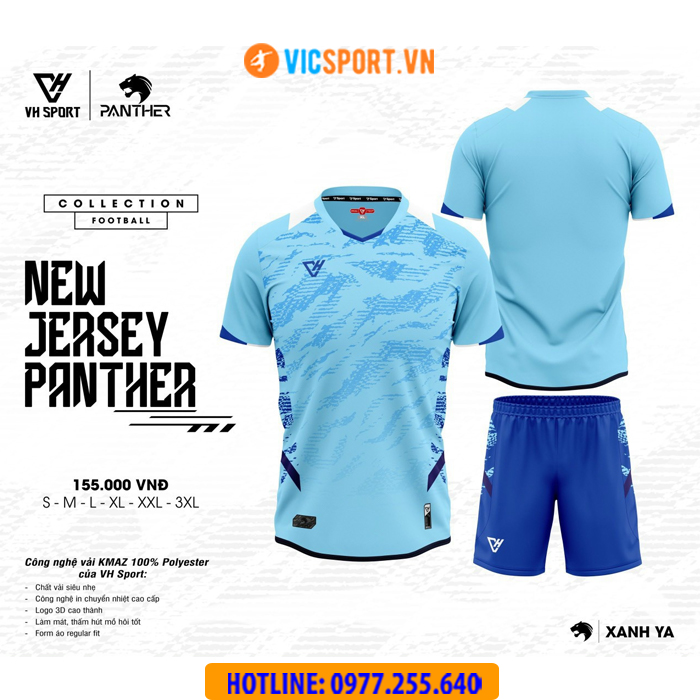 VICSPORT.VN
VH SPORT
PANTHER
COLLECTION
FOOTBALL
NEW
JERSEY
PANTHER
155.000 VNĐ
S - M - L - XL - XXL - 3XL
Công nghệ vải KMAZ 100% Polyester
của VH Sport:
- Chất vải siêu nhẹ
- Công nghệ in chuyển nhiệt cao cấp
- Logo 3D cao thành
- Làm mát, thấm hút mồ hôi tốt
- Form áo regular fit
XANH YA
HOTLINE: 0977.255.640